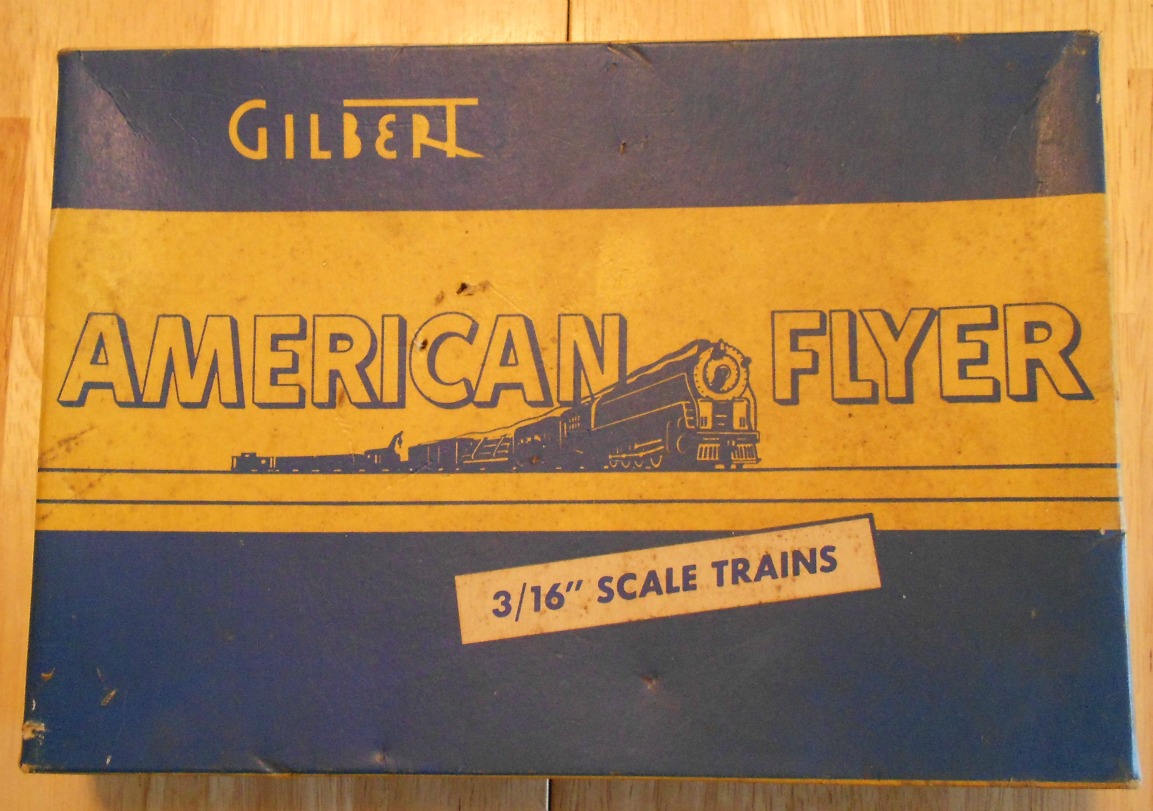 GILBERT
AMERICAN FLYER
3/16" SCALE TRAINS